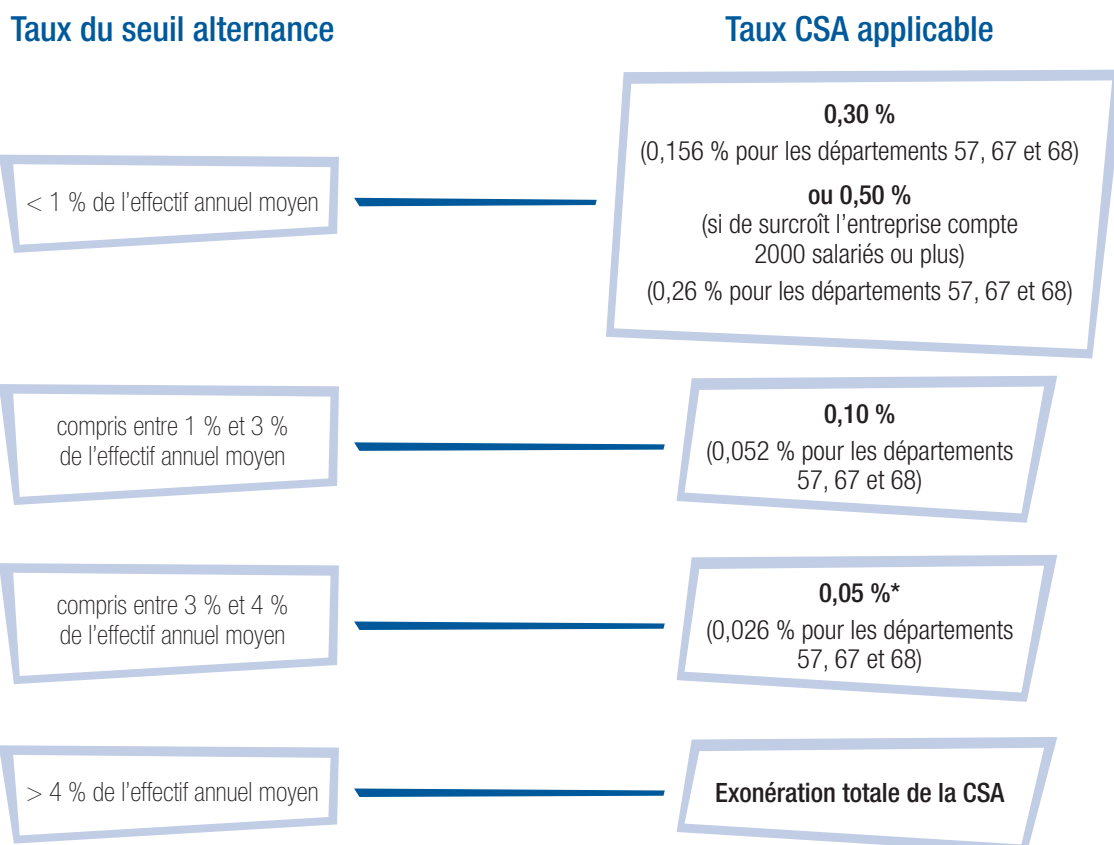 Taux du seuil alternance
Taux CSA applicable
< 1 % de l'effectif annuel moyen
0,30 %
(0,156 % pour les départements 57, 67 et 68)
ou 0,50 %
(si de surcroît l'entreprise compte
2000 salariés ou plus)
(0,26 % pour les départements 57, 67 et 68)
compris entre 1 % et 3 %
de l'effectif annuel moyen
0,10 %
(0,052 % pour les départements
57, 67 et 68)
compris entre 3 % et 4 %
de l'effectif annuel moyen
0,05 %*
(0,026 % pour les départements
57, 67 et 68)
> 4 % de l'effectif annuel moyen
Exonération totale de la CSA